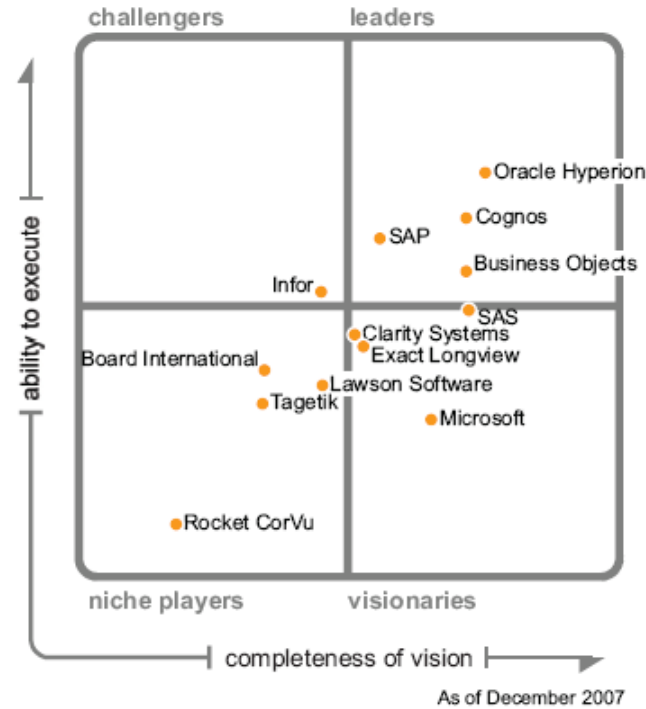 challengers
leaders
Oracle Hyperion
Cognos
SAP
Business Objects
Infor
SAS
Clarity Systems
Exact Longview
Board International
Lawson Software
Tagetik
Microsoft
Rocket CorVu
ability to execute
niche players
visionaries
completeness of vision
As of December 2007